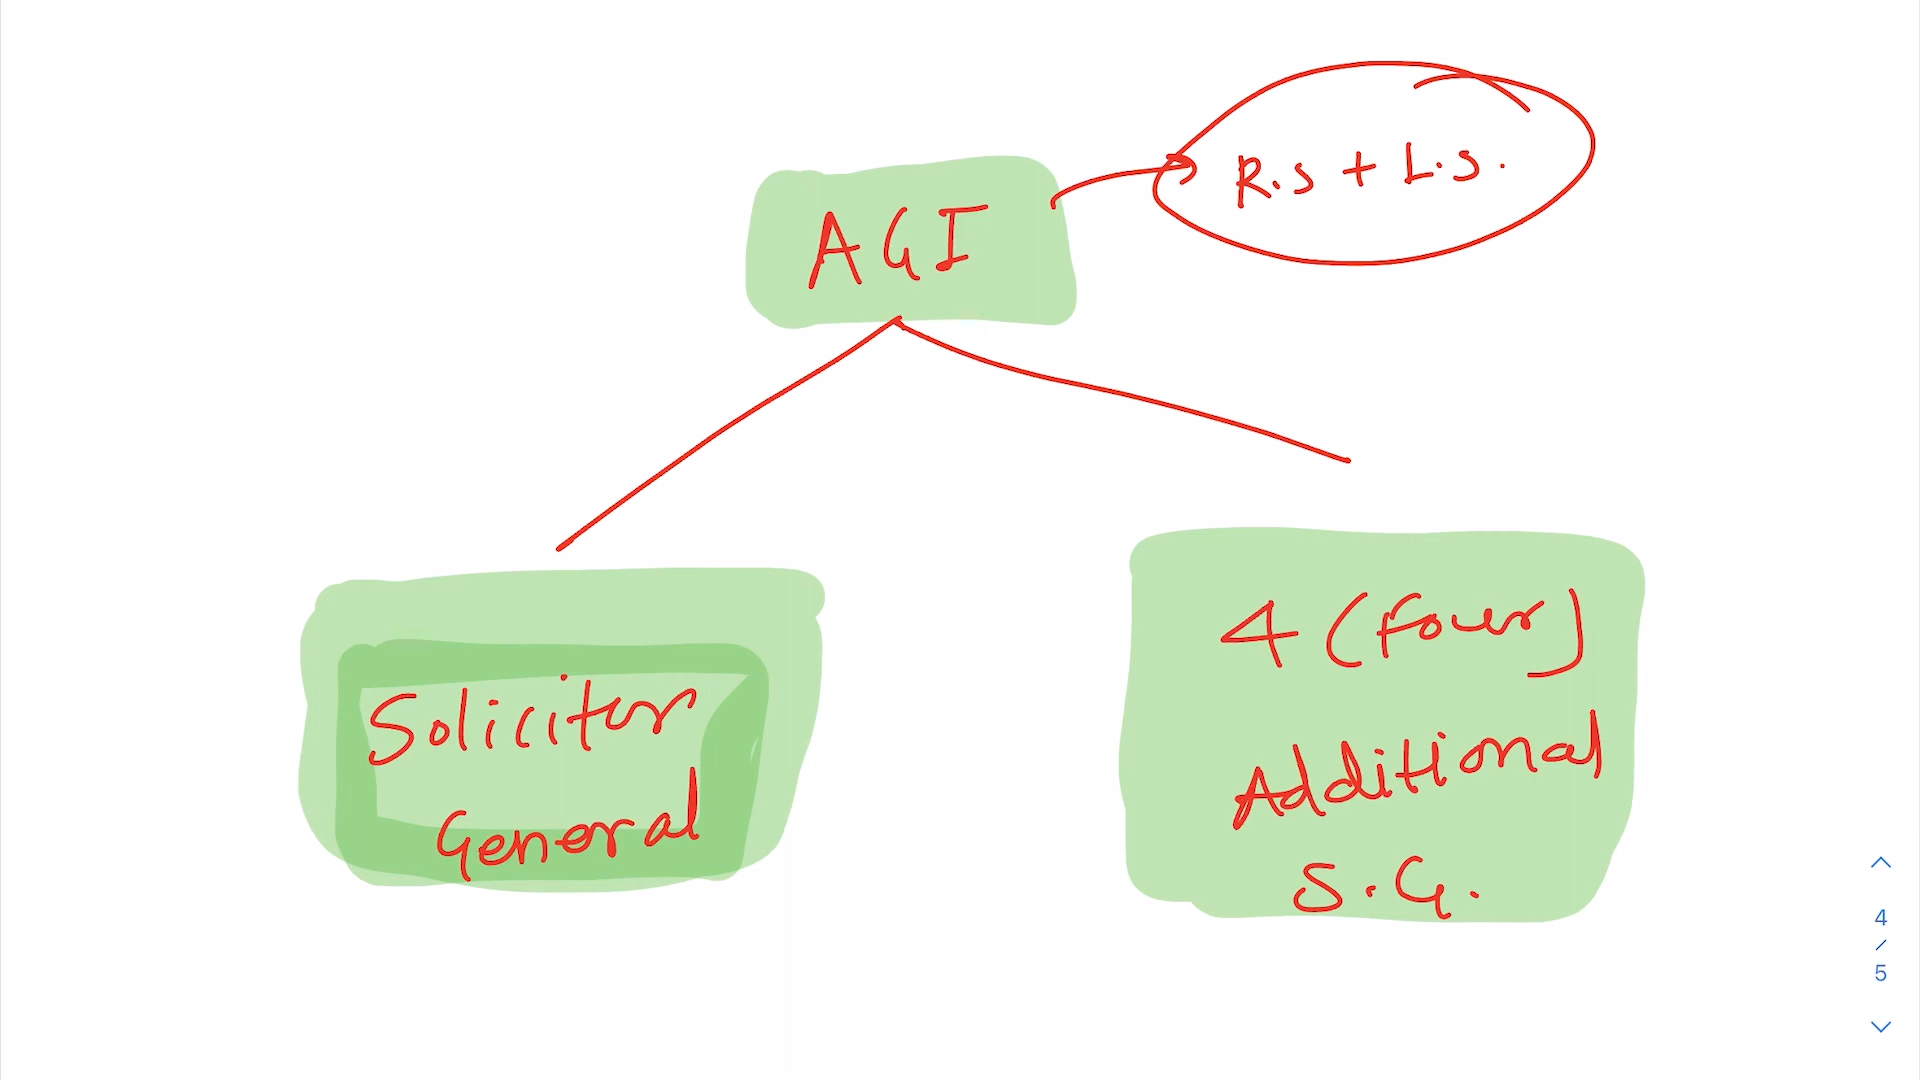 R.S + L.S.
AGI
Solicitor
General
4 (four)
Additional
S.G.
4
/
5